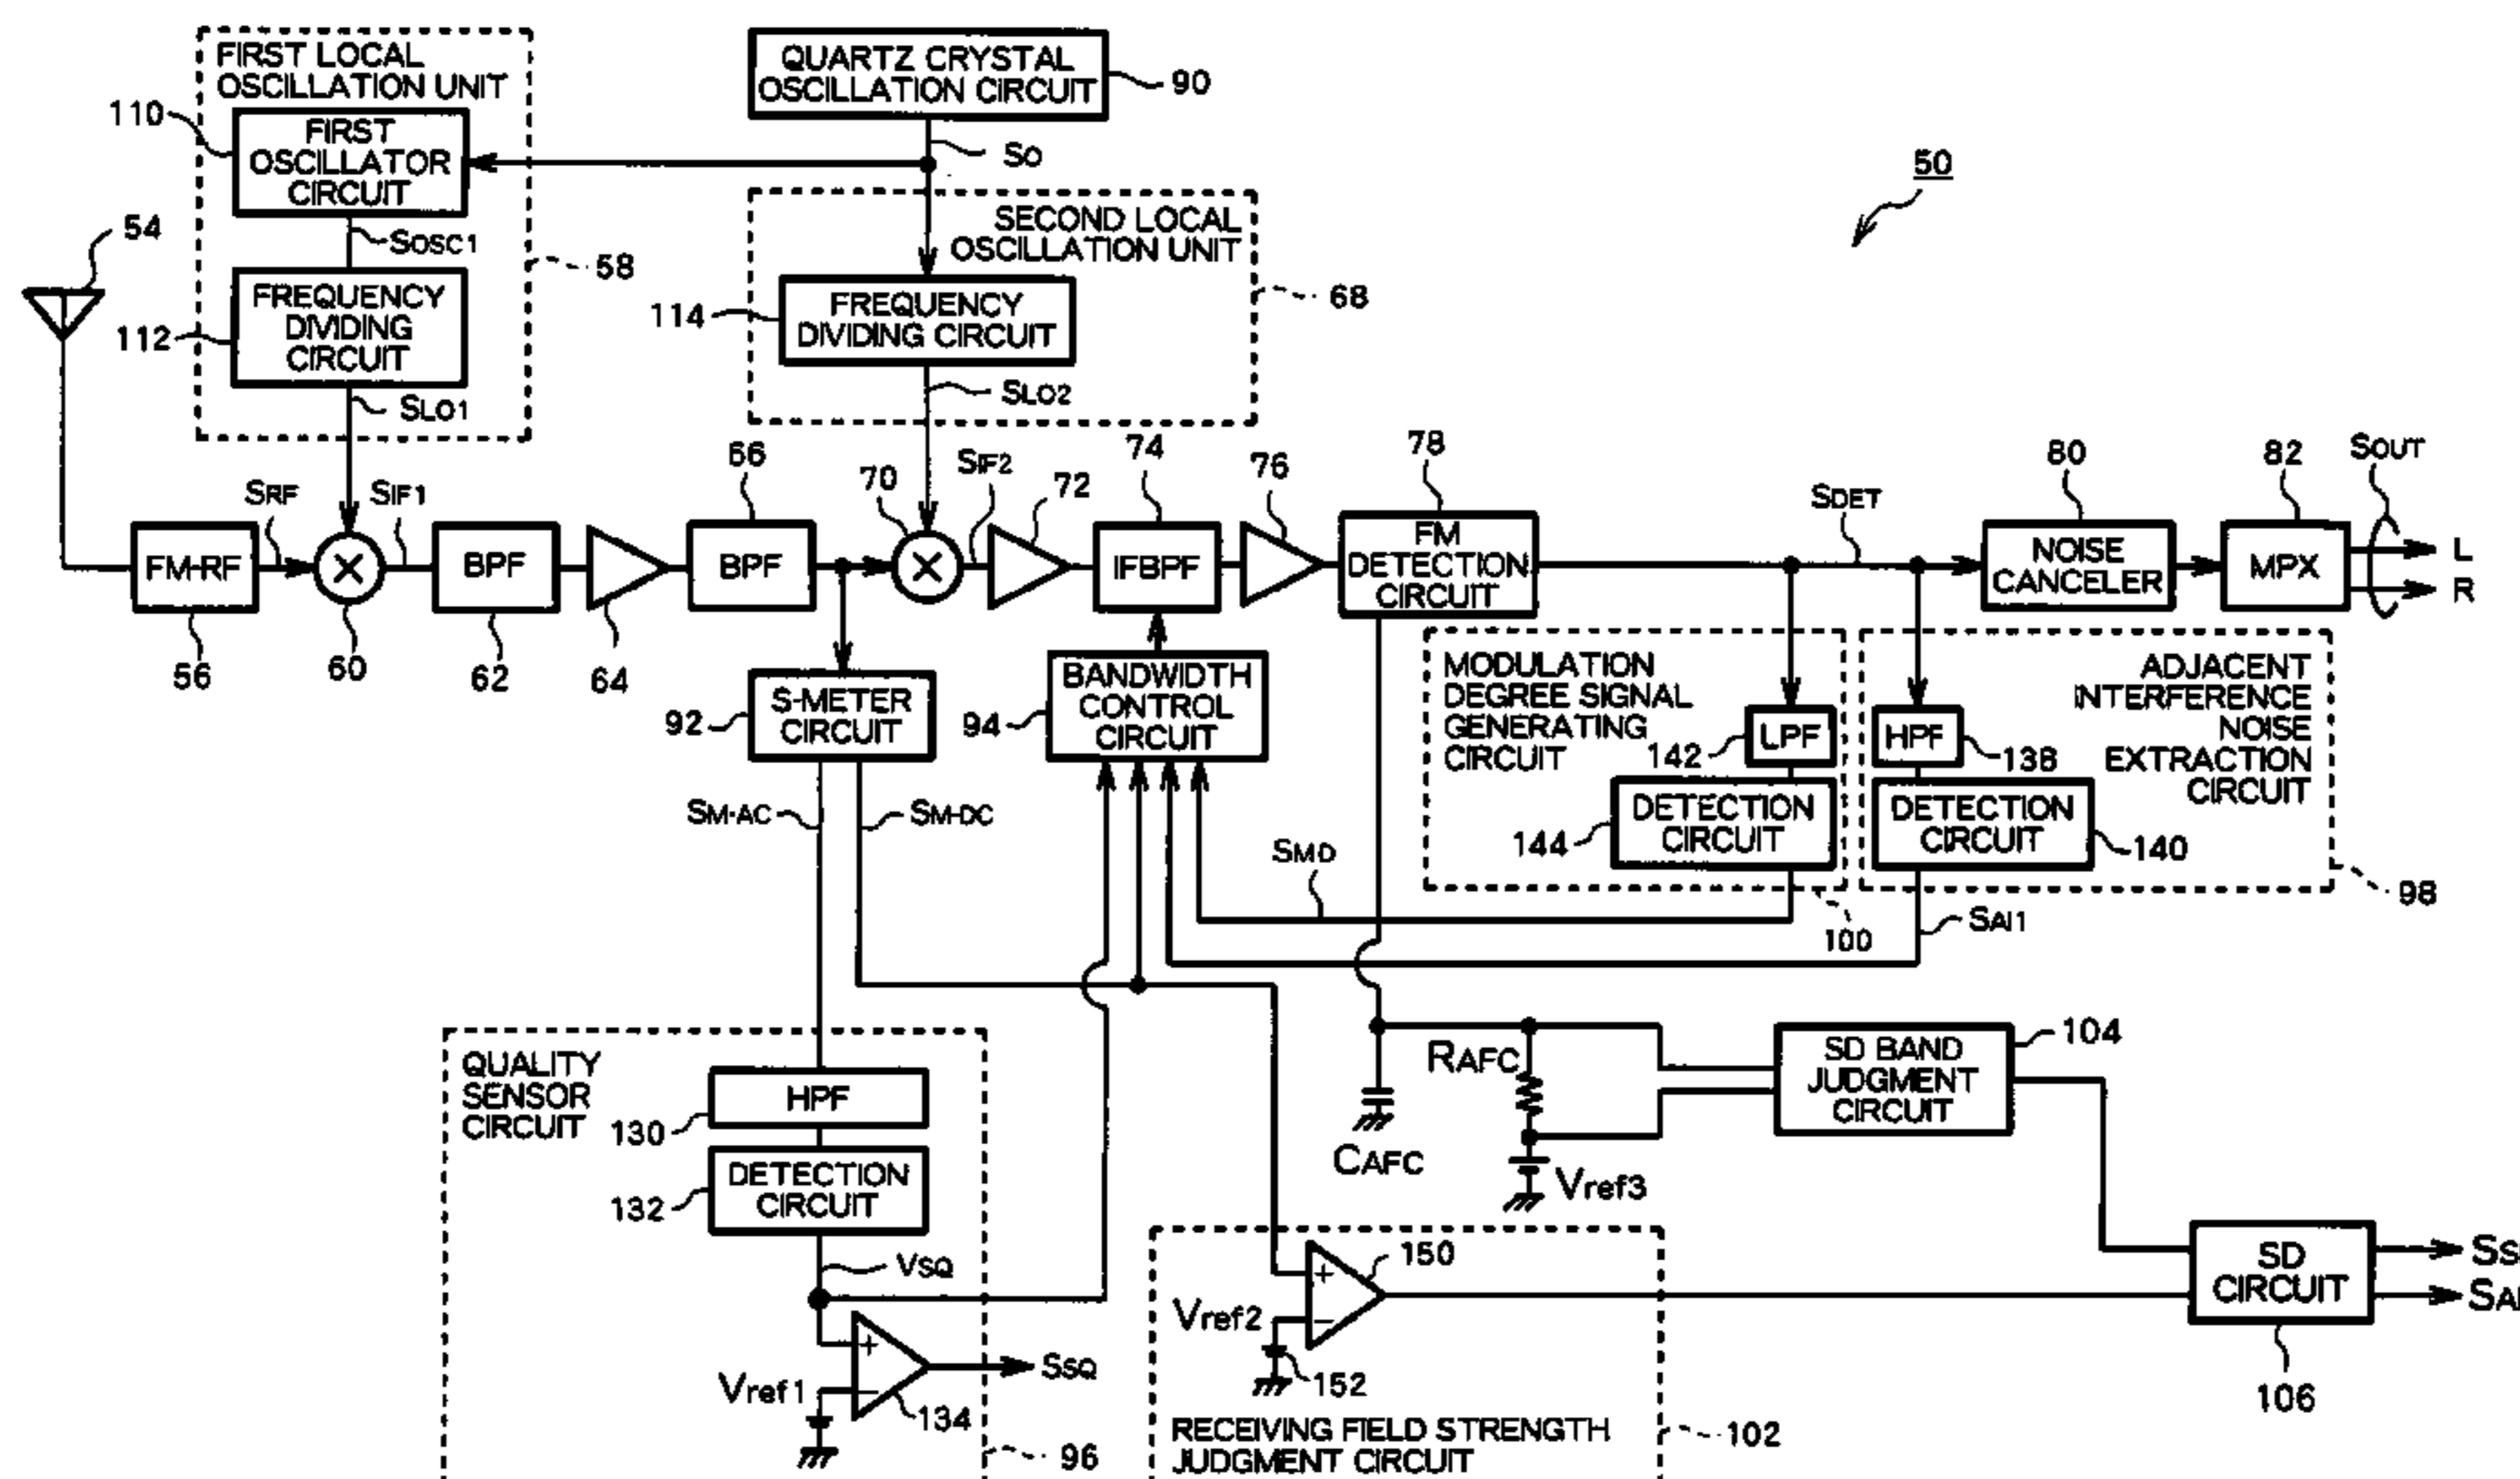 FIRST LOCAL
OSCILLATION UNIT
110
FIRST
OSCILLATOR
CIRCUIT
SOSC1
112
FREQUENCY
DIVIDING
CIRCUIT
SLO1
58
QUARTZ CRYSTAL
OSCILLATION CIRCUIT
90
SO
SECOND LOCAL
OSCILLATION UNIT
114
FREQUENCY
DIVIDING CIRCUIT
68
SLO2
50
54
FM-RF
56
SRF
60
SIF1
BPF
62
64
66
BPF
70
SIF2
72
74
IFBPF
76
78
FM
DETECTION
CIRCUIT
SDET
80
NOISE
CANCELER
82
MPX
SOUT
L
R
92
S-METER
CIRCUIT
94
BANDWIDTH
CONTROL
CIRCUIT
MODULATION
DEGREE SIGNAL
GENERATING
CIRCUIT
142
LPF
144
DETECTION
CIRCUIT
100
ADJACENT
INTERFERENCE
NOISE
EXTRACTION
CIRCUIT
HPF
138
DETECTION
CIRCUIT
140
98
SM-AC
SM-DC
SMD
SAI1
QUALITY
SENSOR
CIRCUIT
HPF
130
DETECTION
CIRCUIT
132
VSQ
+
−
Vref1
134
SSQ
96
RAFC
CAFC
Vref3
SD BAND
JUDGMENT
CIRCUIT
104
+
−
150
Vref2
152
RECEIVING FIELD STRENGTH
JUDGMENT CIRCUIT
102
SD
CIRCUIT
106